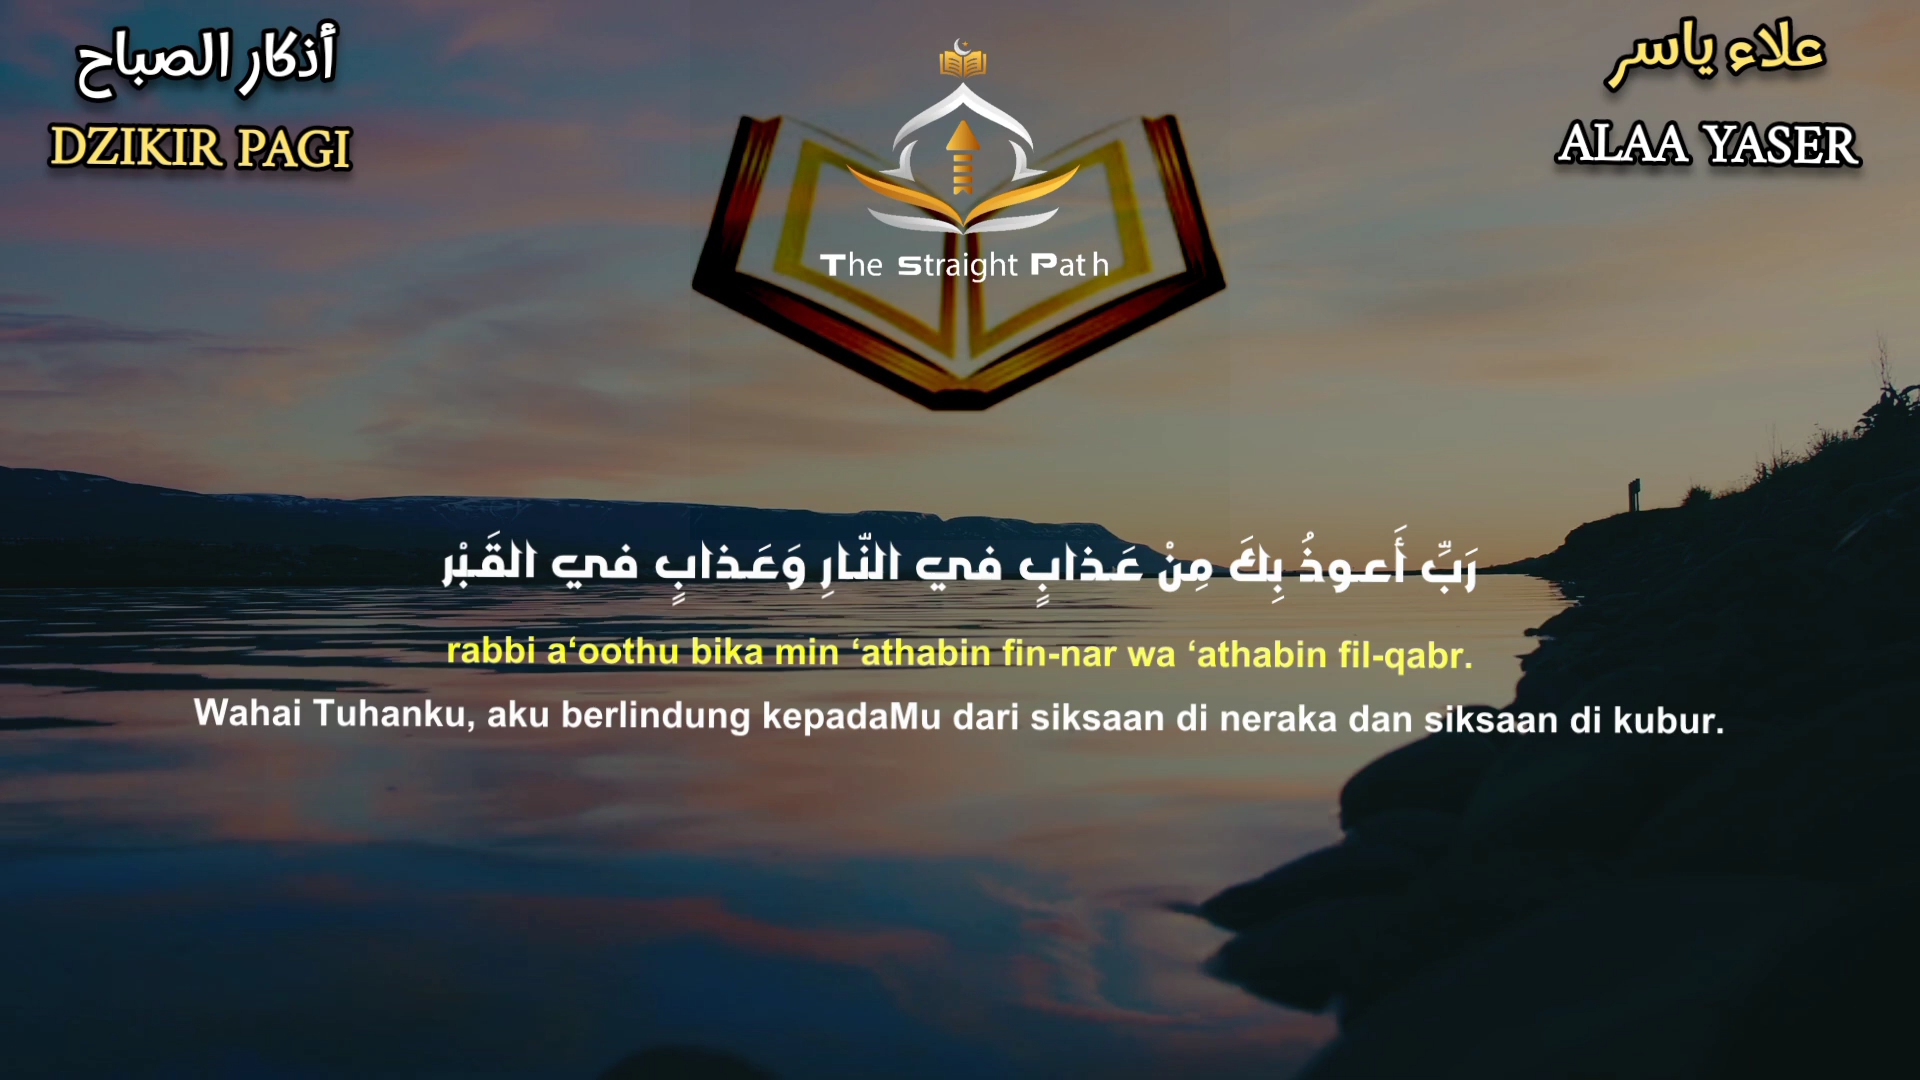 أذكار الصباح
DZIKIR PAGI
علاء ياسر
ALAA YASER
The Straight Path
رَبِّ أَعوذُ بِكَ مِنْ عَذابٍ في النّارِ وَعَذابٍ في القَبْر
rabbi a‘oothu bika min ‘athabin fin-nar wa ‘athabin fil-qabr.
Wahai Tuhanku, aku berlindung kepadaMu dari siksaan di neraka dan siksaan di kubur.